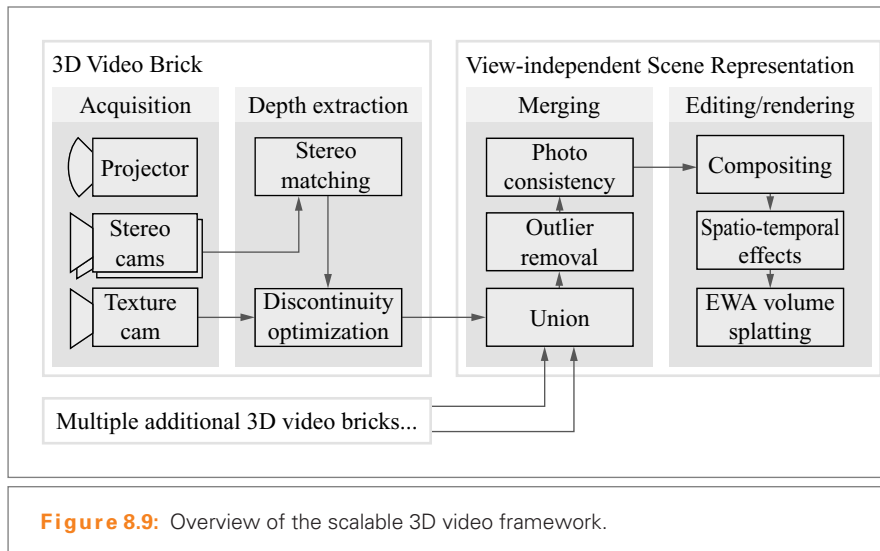 3D Video Brick
Acquisition
Projector
Stereo
cams
Texture
cam
Depth extraction
Stereo
matching
Discontinuity
optimization
View-independent Scene Representation
Merging
Photo
consistency
Outlier
removal
Union
Editing/rendering
Compositing
Spatio-temporal
effects
EWA volume
splatting
Multiple additional 3D video bricks...
Figure 8.9: Overview of the scalable 3D video framework.